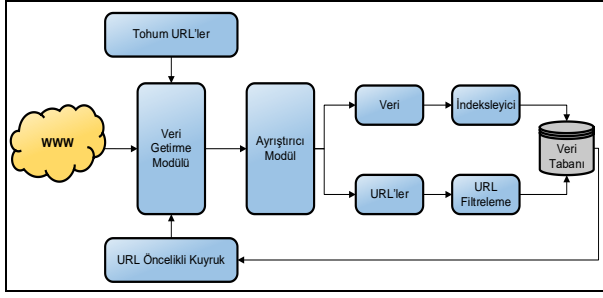 Tohum URL'ler
WWW
Veri
Getirme
Modülü
Ayrıştırıcı
Modül
Veri
İndeksleyici
Veri
Tabanı
URL'ler
URL
Filtreleme
URL Öncelikli Kuyruk